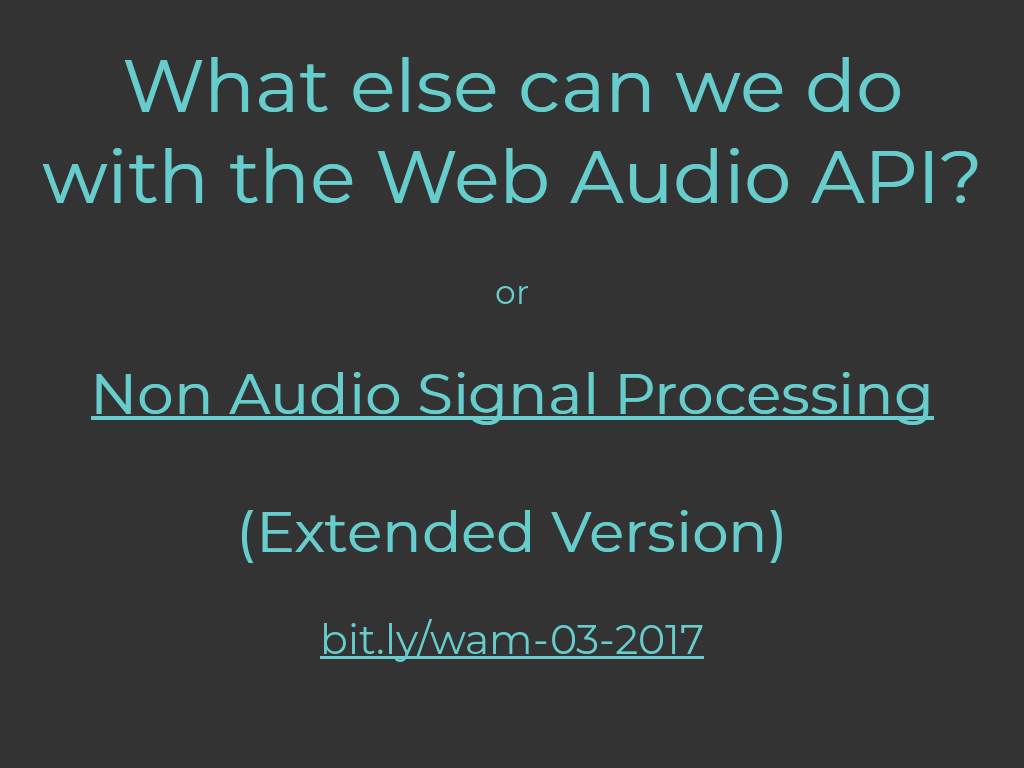 What else can we do
with the Web Audio API?
or
Non Audio Signal Processing
(Extended Version)
bit.ly/wam-03-2017